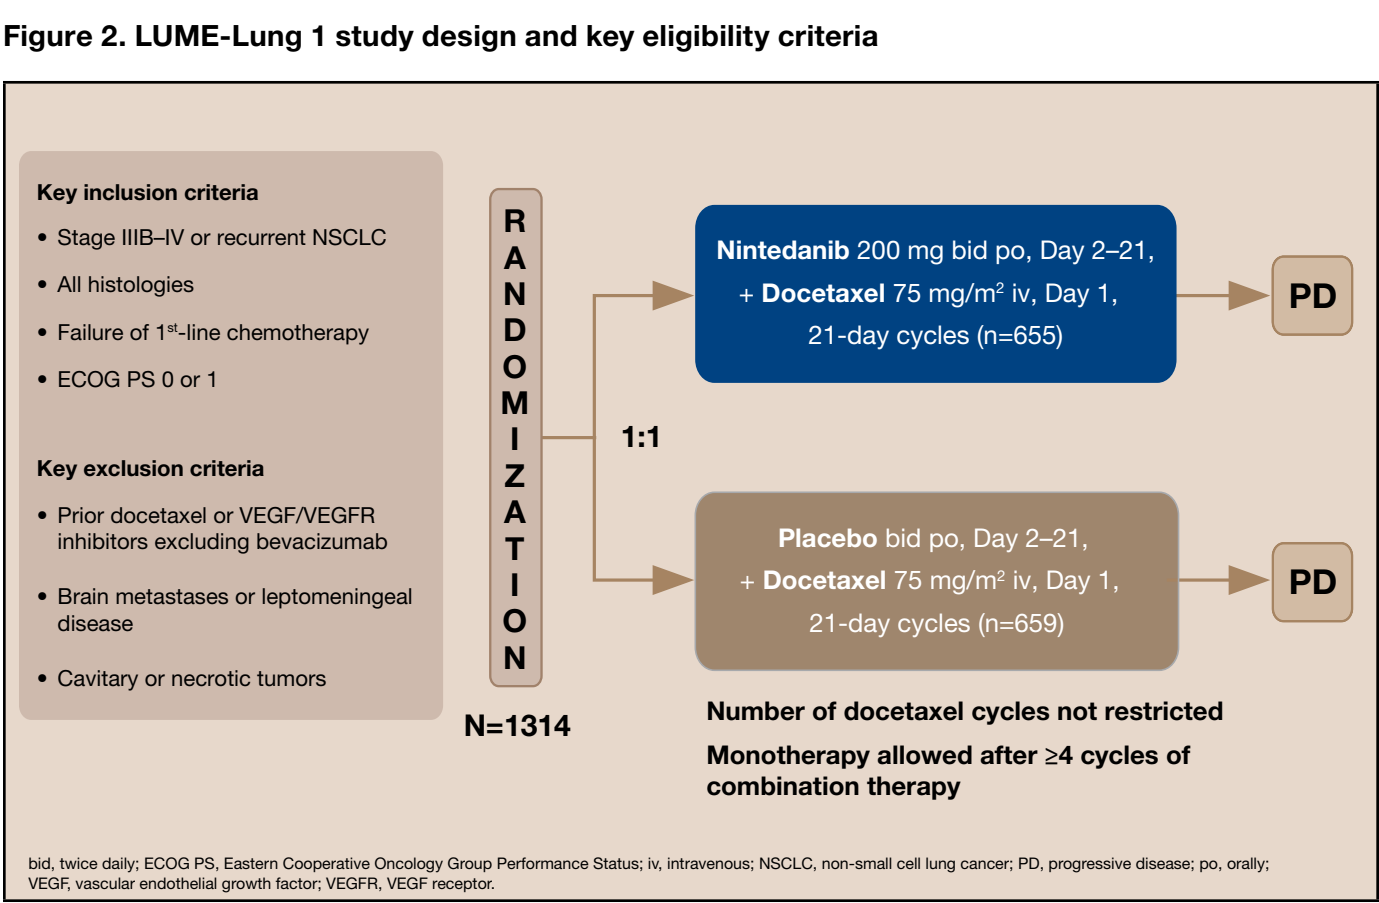 Figure 2. LUME-Lung 1 study design and key eligibility criteria
Key inclusion criteria
• Stage IIIB–IV or recurrent NSCLC
• All histologies
• Failure of 1st-line chemotherapy
• ECOG PS 0 or 1
Key exclusion criteria
• Prior docetaxel or VEGF/VEGFR
inhibitors excluding bevacizumab
• Brain metastases or leptomeningeal
disease
• Cavitary or necrotic tumors
RANDOMIZATION
N=1314
1:1
Nintedanib 200 mg bid po, Day 2–21,
+ Docetaxel 75 mg/m² iv, Day 1,
21-day cycles (n=655)
PD
Placebo bid po, Day 2–21,
+ Docetaxel 75 mg/m² iv, Day 1,
21-day cycles (n=659)
PD
Number of docetaxel cycles not restricted
Monotherapy allowed after ≥4 cycles of
combination therapy
bid, twice daily; ECOG PS, Eastern Cooperative Oncology Group Performance Status; iv, intravenous; NSCLC, non-small cell lung cancer; PD, progressive disease; po, orally;
VEGF, vascular endothelial growth factor; VEGFR, VEGF receptor.